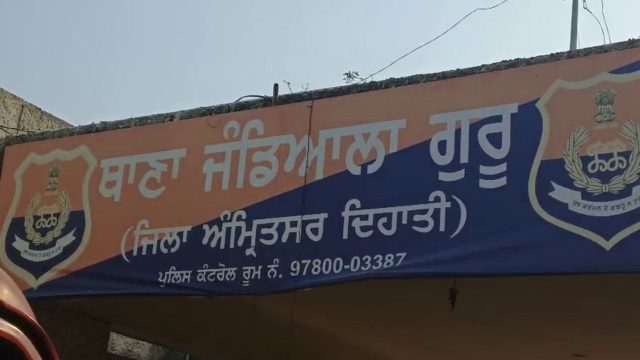 ਥਾਣਾ ਜੰਡਿਆਲਾ ਗੁਰੂ
(ਜਿਲਾ ਅੰਮ੍ਰਿਤਸਰ ਦਿਹਾਤੀ)
ਪੁਲਿਸ ਕੰਟਰੋਲ ਰੂਮ ਨੰ. 97800-03387